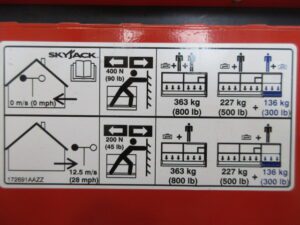 SKYJACK
400 N
(90 lb)
0 m/s (0 mph)
363 kg
(800 lb)
227 kg
(500 lb)
+
136 kg
(300 lb)
200 N
(45 lb)
12.5 m/s
(28 mph)
363 kg
(800 lb)
227 kg
(500 lb)
+
136 kg
(300 lb)
172691AAZZ